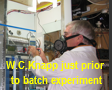 W.C.Knapp just prior
to batch experiment